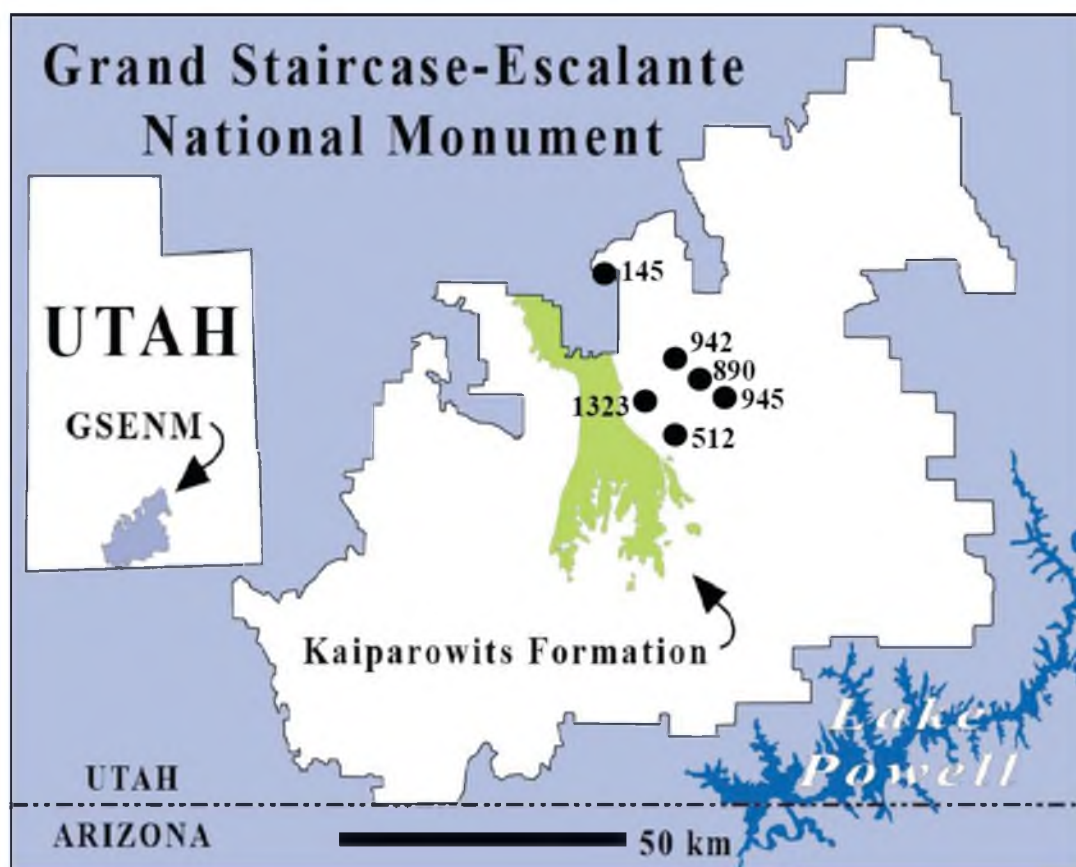 Grand Staircase-Escalante
National Monument
145
UTAH
942
890
GSENM
1323
945
512
Kaiparowits Formation
Lake
Powell
UTAH
ARIZONA
50 km